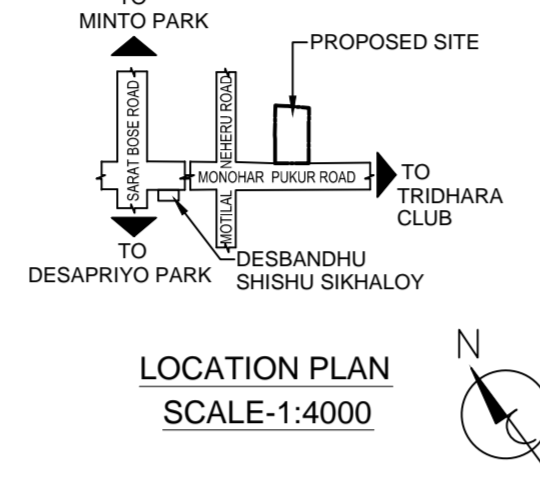 TO
MINTO PARK
PROPOSED SITE
SARAT BOSE ROAD
MOTILAL NEHERU ROAD
MONOHAR PUKUR ROAD
TO
TRIDHARA
CLUB
TO
DESAPRIYO PARK
DESBANDHU
SHISHU SIKHALOY
LOCATION PLAN
SCALE-1:4000
N